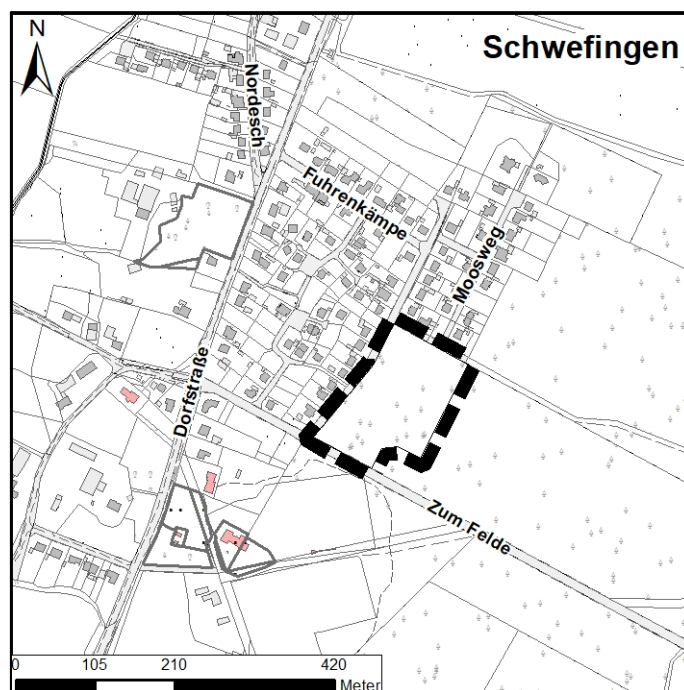 N
Schwefingen
Nordesch
Fuhrenkämpe
Moosweg
Dorfstraße
Zum Felde
0 105 210 420
Meter